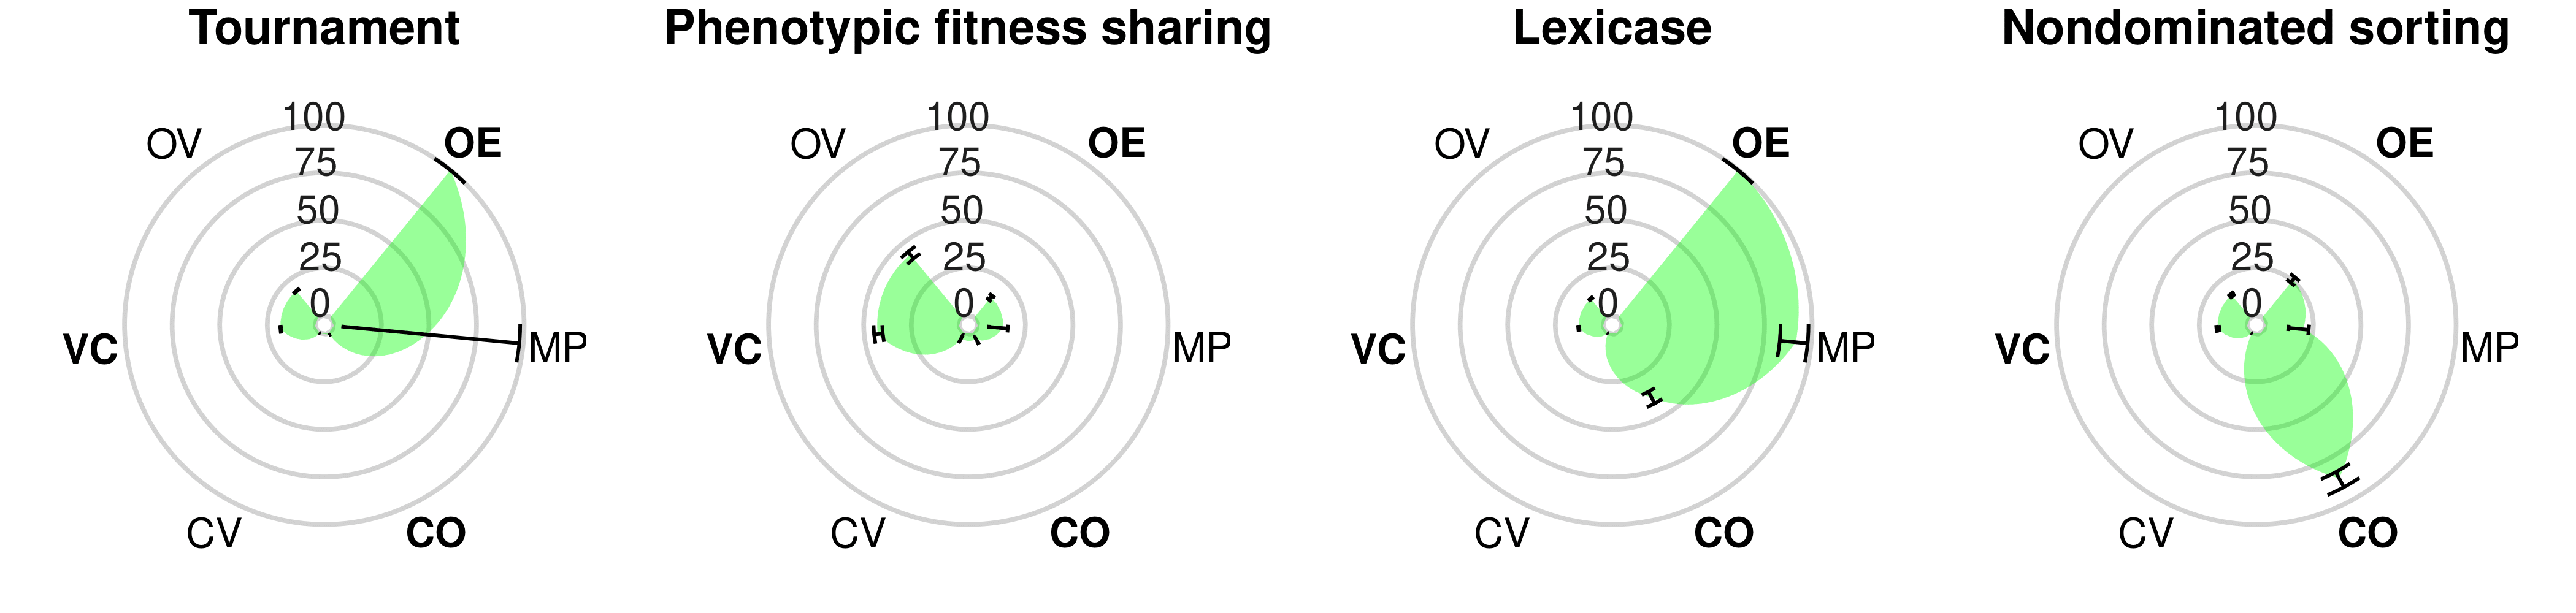 Tournament
100
OV
OE
75
50
25
0
VC
MP
CV
CO
Phenotypic fitness sharing
100
OV
OE
75
50
25
0
VC
MP
CV
CO
Lexicase
100
OV
OE
75
50
25
0
VC
MP
CV
CO
Nondominated sorting
100
OV
OE
75
50
25
0
VC
MP
CV
CO